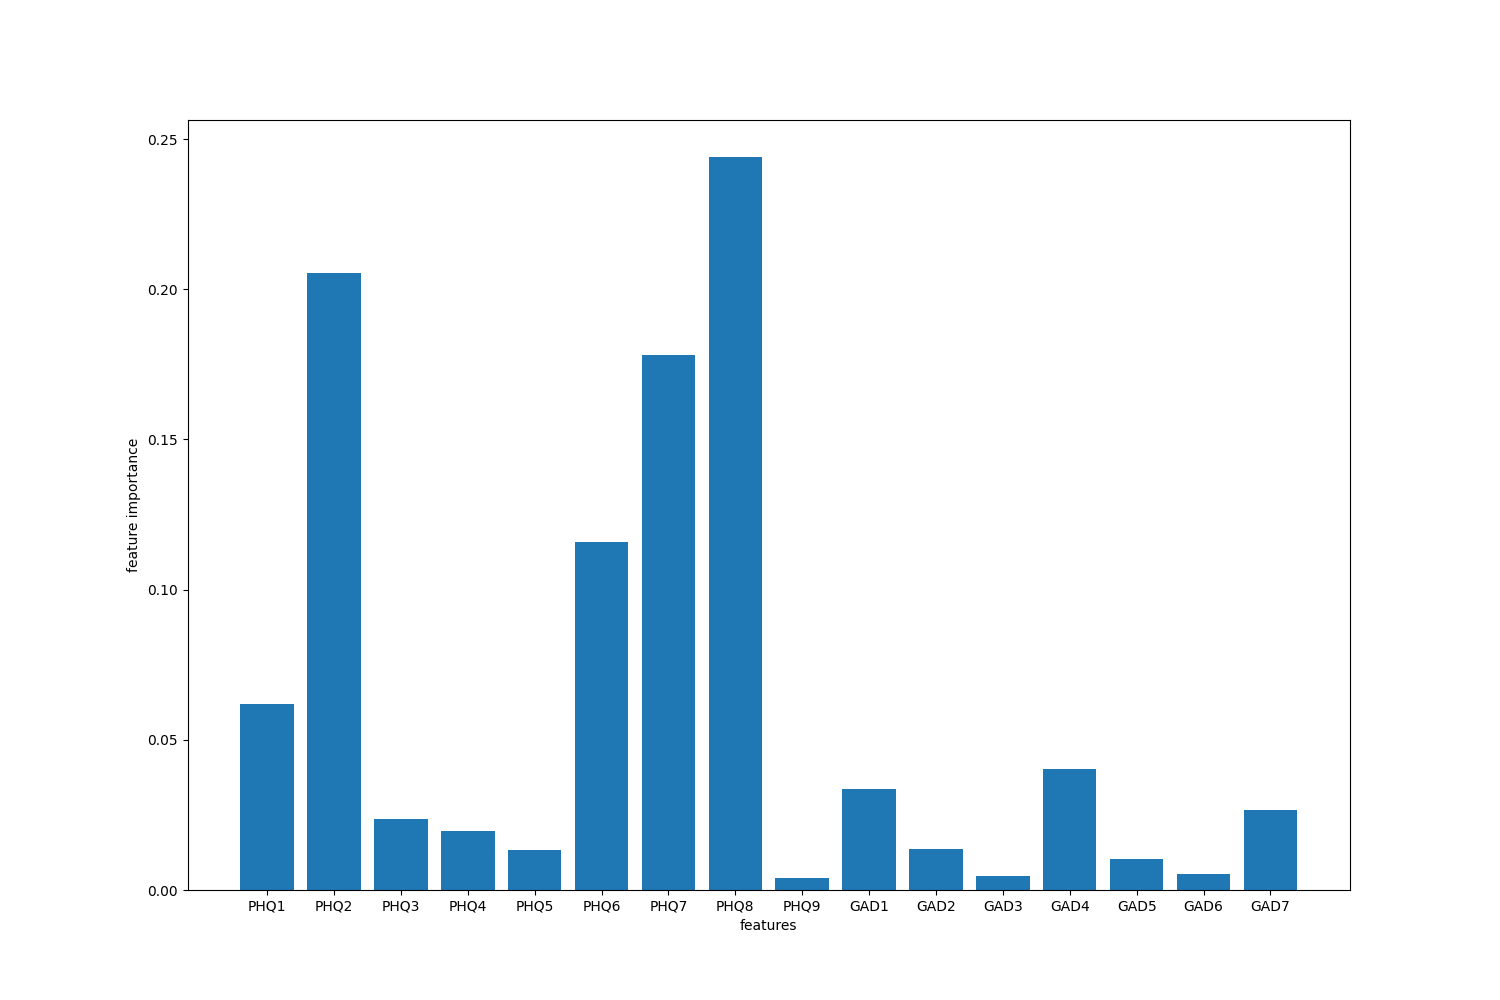 0.25
0.20
0.15
0.10
0.05
0.00
feature importance
PHQ1 PHQ2 PHQ3 PHQ4 PHQ5 PHQ6 PHQ7 PHQ8 PHQ9 GAD1 GAD2 GAD3 GAD4 GAD5 GAD6 GAD7
features